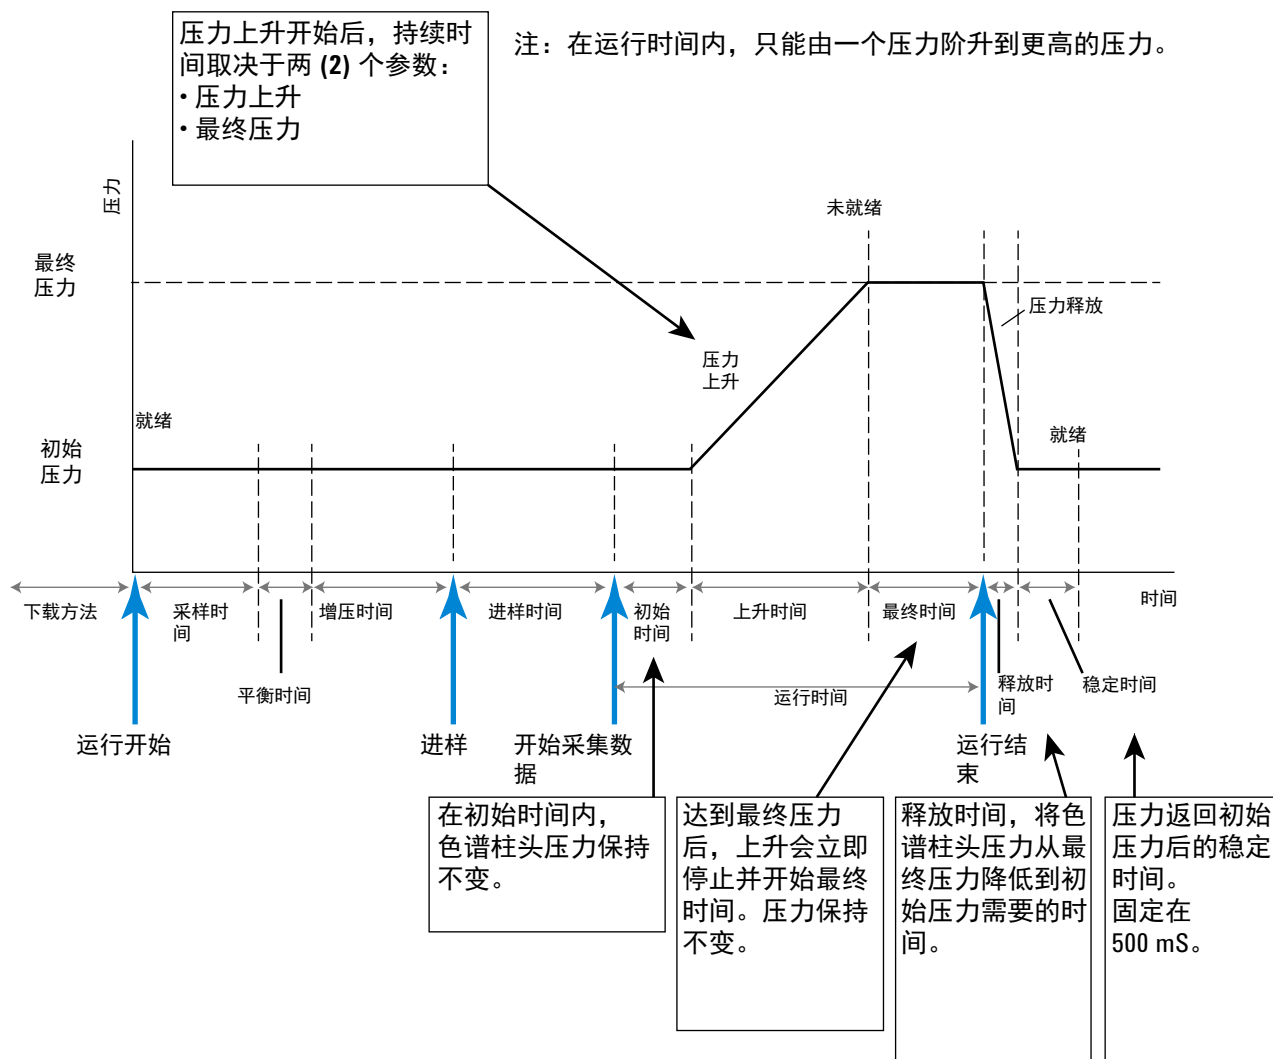 压力上升开始后，持续时
间取决于两 (2) 个参数：
• 压力上升
• 最终压力
注：在运行时间内，只能由一个压力阶升到更高的压力。
压力
未就绪
最终
压力
压力释放
压力
上升
就绪
初始
压力
就绪
下载方法
采样时
间
增压时间
进样时间
初始
时间
上升时间
最终时间
时间
平衡时间
运行时间
释放时
间
稳定时间
运行开始
进样
开始采集数
据
运行结
束
在初始时间内，
色谱柱头压力保持
不变。
达到最终压力
后，上升会立即
停止并开始最终
时间。压力保持
不变。
释放时间，将色
谱柱头压力从最
终压力降低到初
始压力需要的时
间。
压力返回初始
压力后的稳定
时间。
固定在
500 mS。